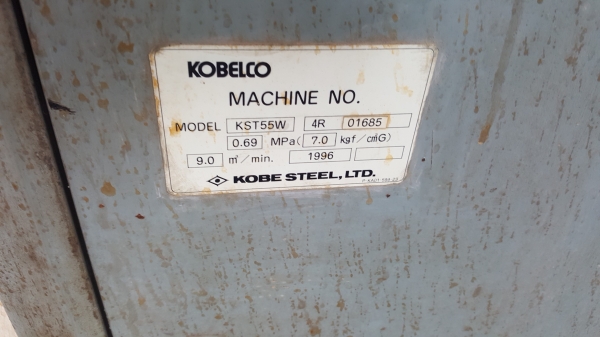 KOBELCO
MACHINE NO.
MODEL KST55W 4R 01685
0.69 MPa( 7.0 kgf/c㎡G)
9.0 ㎥/min. 1996
KOBE STEEL, LTD.